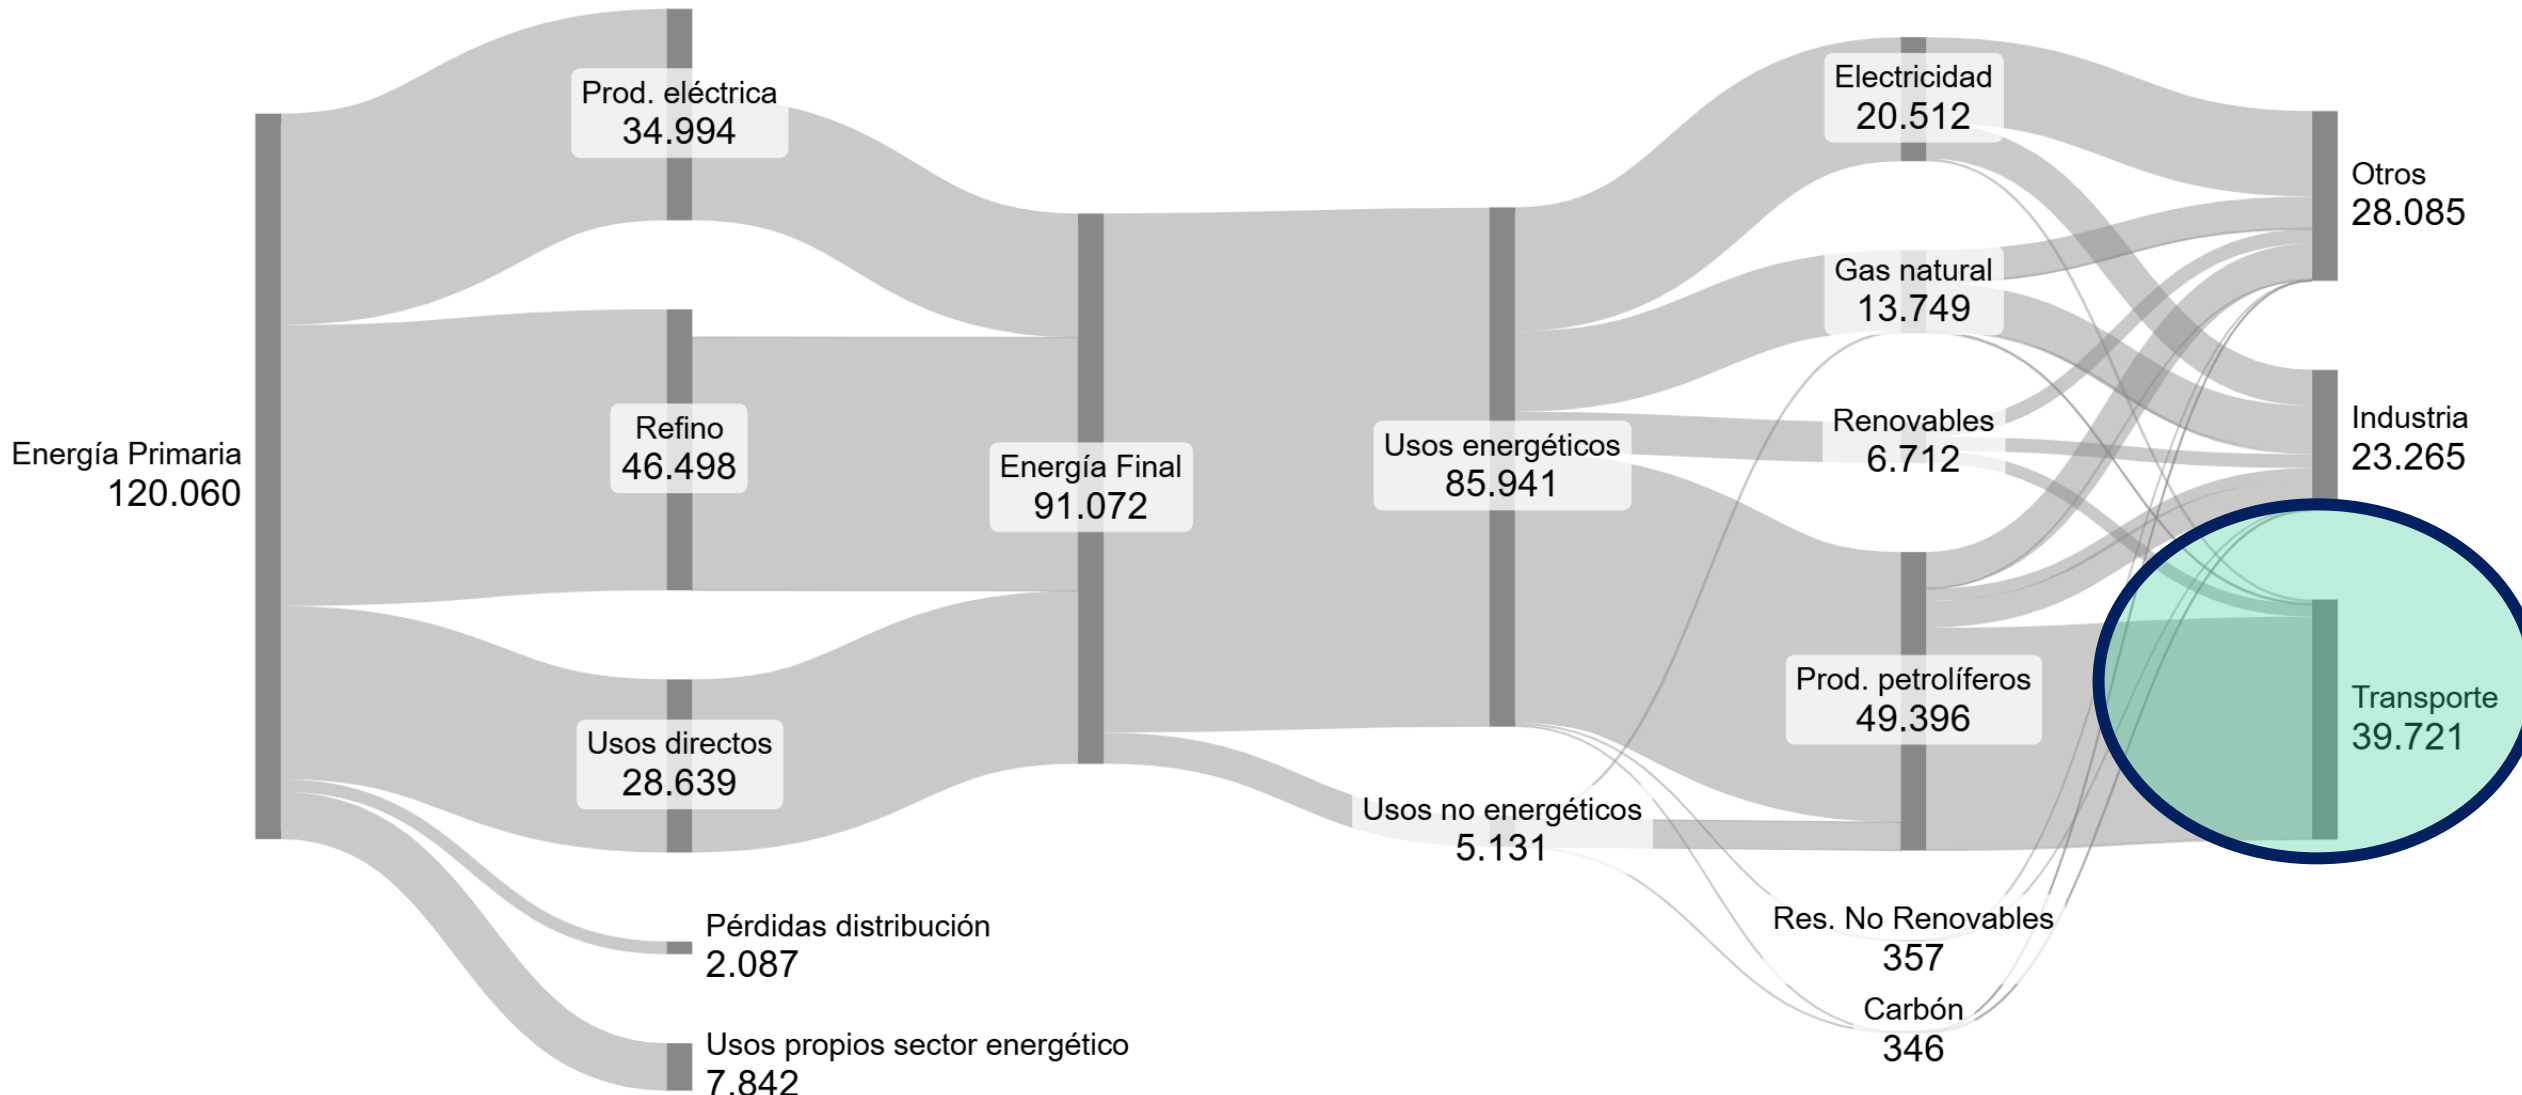 Energía Primaria
120.060
Prod. eléctrica
34.994
Refino
46.498
Usos directos
28.639
Pérdidas distribución
2.087
Usos propios sector energético
7.842
Energía Final
91.072
Usos energéticos
85.941
Usos no energéticos
5.131
Electricidad
20.512
Gas natural
13.749
Renovables
6.712
Prod. petrolíferos
49.396
Res. No Renovables
357
Carbón
346
Otros
28.085
Industria
23.265
Transporte
39.721